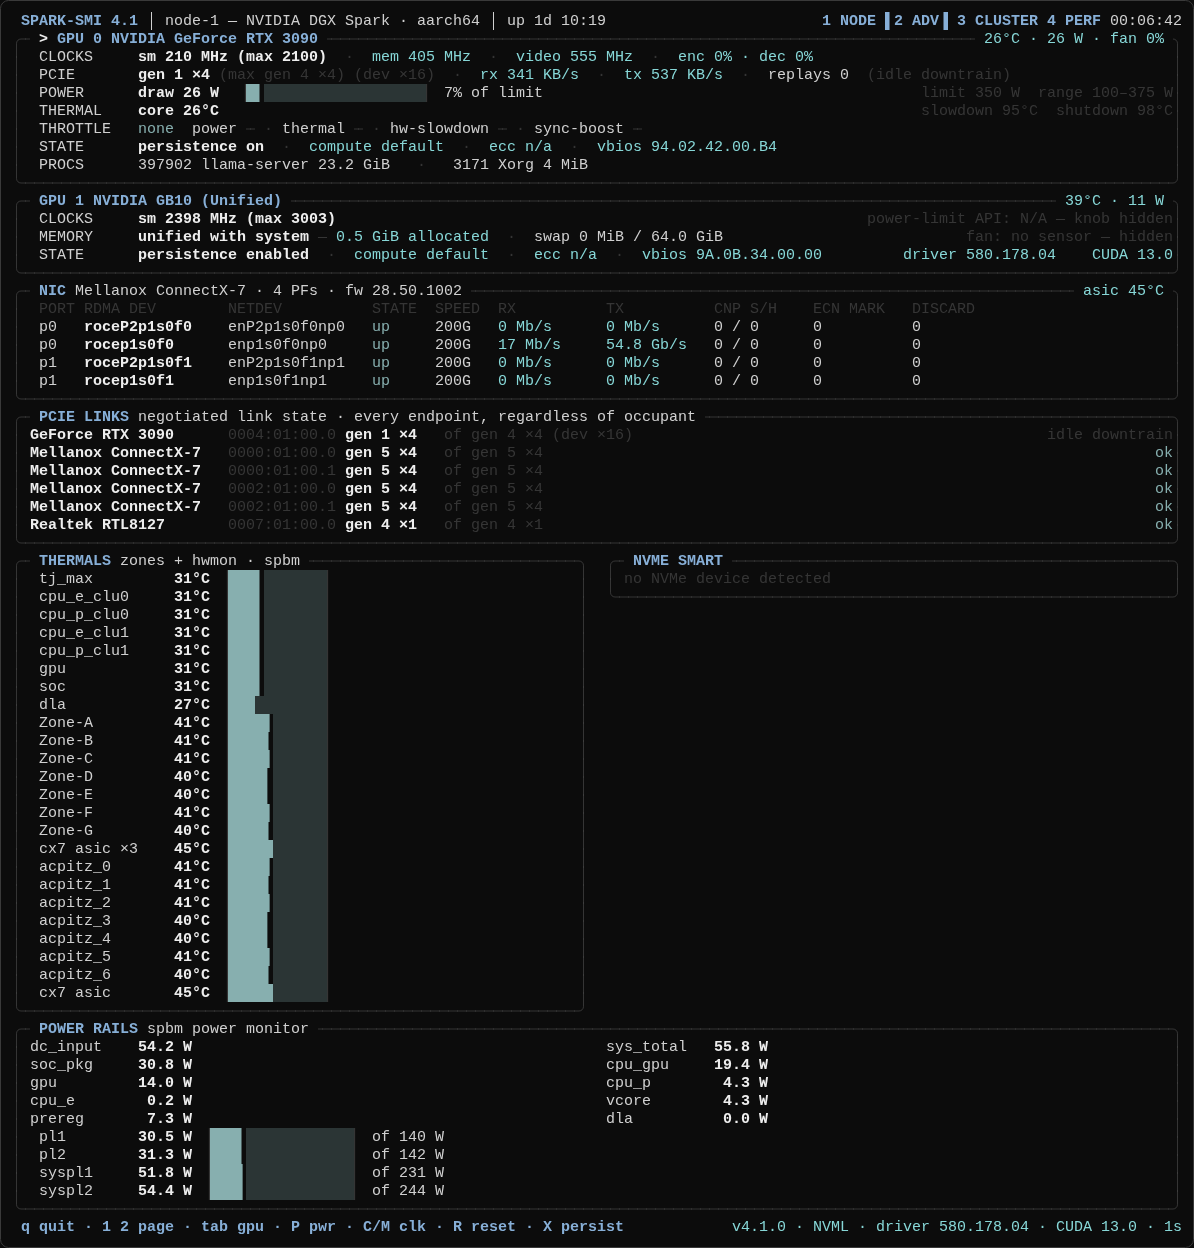 SPARK-SMI 4.1 │ node-1 — NVIDIA DGX Spark · aarch64 │ up 1d 10:19 1 NODE ▌2 ADV▐ 3 CLUSTER 4 PERF 00:06:42
> GPU 0 NVIDIA GeForce RTX 3090 26°C · 26 W · fan 0%
CLOCKS sm 210 MHz (max 2100) · mem 405 MHz · video 555 MHz · enc 0% · dec 0%
PCIE gen 1 ×4 (max gen 4 ×4) (dev ×16) · rx 341 KB/s · tx 537 KB/s · replays 0 (idle downtrain)
POWER draw 26 W 7% of limit limit 350 W range 100–375 W
THERMAL core 26°C slowdown 95°C shutdown 98°C
THROTTLE none power — · thermal — · hw-slowdown — · sync-boost —
STATE persistence on · compute default · ecc n/a · vbios 94.02.42.00.B4
PROCS 397902 llama-server 23.2 GiB · 3171 Xorg 4 MiB
GPU 1 NVIDIA GB10 (Unified) 39°C · 11 W
CLOCKS sm 2398 MHz (max 3003) power-limit API: N/A — knob hidden
MEMORY unified with system — 0.5 GiB allocated · swap 0 MiB / 64.0 GiB fan: no sensor — hidden
STATE persistence enabled · compute default · ecc n/a · vbios 9A.0B.34.00.00 driver 580.178.04 CUDA 13.0
NIC Mellanox ConnectX-7 · 4 PFs · fw 28.50.1002 asic 45°C
PORT RDMA DEV NETDEV STATE SPEED RX TX CNP S/H ECN MARK DISCARD
p0 roceP2p1s0f0 enP2p1s0f0np0 up 200G 0 Mb/s 0 Mb/s 0 / 0 0 0
p0 rocep1s0f0 enp1s0f0np0 up 200G 17 Mb/s 54.8 Gb/s 0 / 0 0 0
p1 roceP2p1s0f1 enP2p1s0f1np1 up 200G 0 Mb/s 0 Mb/s 0 / 0 0 0
p1 rocep1s0f1 enp1s0f1np1 up 200G 0 Mb/s 0 Mb/s 0 / 0 0 0
PCIE LINKS negotiated link state · every endpoint, regardless of occupant
GeForce RTX 3090 0004:01:00.0 gen 1 ×4 of gen 4 ×4 (dev ×16) idle downtrain
Mellanox ConnectX-7 0000:01:00.0 gen 5 ×4 of gen 5 ×4 ok
Mellanox ConnectX-7 0000:01:00.1 gen 5 ×4 of gen 5 ×4 ok
Mellanox ConnectX-7 0002:01:00.0 gen 5 ×4 of gen 5 ×4 ok
Mellanox ConnectX-7 0002:01:00.1 gen 5 ×4 of gen 5 ×4 ok
Realtek RTL8127 0007:01:00.0 gen 4 ×1 of gen 4 ×1 ok
THERMALS zones + hwmon · spbm
tj_max 31°C
cpu_e_clu0 31°C
cpu_p_clu0 31°C
cpu_e_clu1 31°C
cpu_p_clu1 31°C
gpu 31°C
soc 31°C
dla 27°C
Zone-A 41°C
Zone-B 41°C
Zone-C 41°C
Zone-D 40°C
Zone-E 40°C
Zone-F 41°C
Zone-G 40°C
cx7 asic ×3 45°C
acpitz_0 41°C
acpitz_1 41°C
acpitz_2 41°C
acpitz_3 40°C
acpitz_4 40°C
acpitz_5 41°C
acpitz_6 40°C
cx7 asic 45°C
NVME SMART
no NVMe device detected
POWER RAILS spbm power monitor
dc_input 54.2 W sys_total 55.8 W
soc_pkg 30.8 W cpu_gpu 19.4 W
gpu 14.0 W cpu_p 4.3 W
cpu_e 0.2 W vcore 4.3 W
prereg 7.3 W dla 0.0 W
pl1 30.5 W of 140 W
pl2 31.3 W of 142 W
syspl1 51.8 W of 231 W
syspl2 54.4 W of 244 W
q quit · 1 2 page · tab gpu · P pwr · C/M clk · R reset · X persist v4.1.0 · NVML · driver 580.178.04 · CUDA 13.0 · 1s